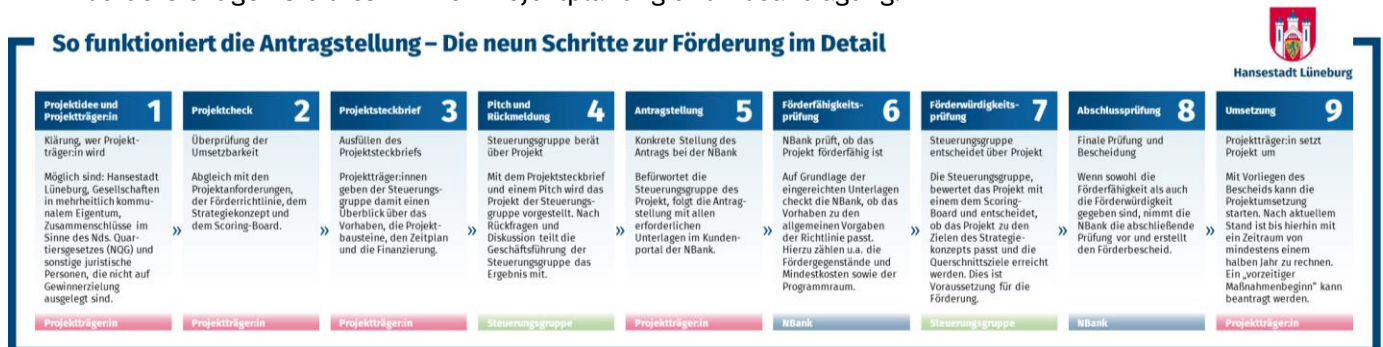 So funktioniert die Antragstellung – Die neun Schritte zur Förderung im Detail
Hansestadt Lüneburg
Projektidee und
Projektträger:in
1
Klärung, wer Projekt-
träger:in wird
Möglich sind: Hansestadt
Lüneburg, Gesellschaften
in mehrheitlich kommu-
nalem Eigentum,
Zusammenschlüsse im
Sinne des Nds. Quar-
tiersgesetzes (NQG) und
sonstige juristische
Personen, die nicht auf
Gewinnerzielung
ausgelegt sind.
Projektträger:in
»
Projektcheck
2
Überprüfung der
Umsetzbarkeit
Abgleich mit den
Projektanforderungen,
der Förderrichtlinie, dem
Strategiekonzept und
dem Scoring-Board.
Projektträger:in
»
Projektsteckbrief
3
Ausfüllen des
Projektsteckbriefs
Projektträger:innen
geben der Steuerungs-
gruppe damit einen
Überblick über das
Vorhaben, die Projekt-
bausteine, den Zeitplan
und die Finanzierung.
Projektträger:in
»
Pitch und
Rückmeldung
4
Steuerungsgruppe berät
über Projekt
Mit dem Projektsteckbrief
und einem Pitch wird das
Projekt der Steuerungs-
gruppe vorgestellt. Nach
Rückfragen und
Diskussion teilt die
Geschäftsführung der
Steuerungsgruppe das
Ergebnis mit.
Steuerungsgruppe
»
Antragstellung
5
Konkrete Stellung des
Antrags bei der NBank
Befürwortet die
Steuerungsgruppe des
Projekt, folgt die Antrag-
stellung mit allen
erforderlichen
Unterlagen im Kunden-
portal der NBank.
Projektträger:in
»
Förderfähigkeits-
prüfung
6
NBank prüft, ob das
Projekt förderfähig ist
Auf Grundlage der
eingereichten Unterlagen
checkt die NBank, ob das
Vorhaben zu den
allgemeinen Vorgaben
der Richtlinie passt.
Hierzu zählen u.a. die
Fördergegenstände und
Mindestkosten sowie der
Programmraum.
NBank
»
Förderwürdigkeits-
prüfung
7
Steuerungsgruppe
entscheidet über Projekt
Die Steuerungsgruppe,
bewertet das Projekt mit
einem dem Scoring-
Board und entscheidet,
ob das Projekt zu den
Zielen des Strategie-
konzepts passt und die
Querschnittsziele erreicht
werden. Dies ist
Voraussetzung für die
Förderung.
Steuerungsgruppe
»
Abschlussprüfung
8
Finale Prüfung und
Bescheidung
Wenn sowohl die
Förderfähigkeit als auch
die Förderwürdigkeit
gegeben sind, nimmt die
NBank die abschließende
Prüfung vor und erstellt
den Förderbescheid.
NBank
»
Umsetzung
9
Projektträger:in setzt
Projekt um
Mit Vorliegen des
Bescheids kann die
Projektumsetzung
starten. Nach aktuellem
Stand ist bis hierhin mit
ein Zeitraum von
mindestens einem
halben Jahr zu rechnen.
Ein „vorzeitiger
Maßnahmenbeginn“ kann
beantragt werden.
Projektträger:in